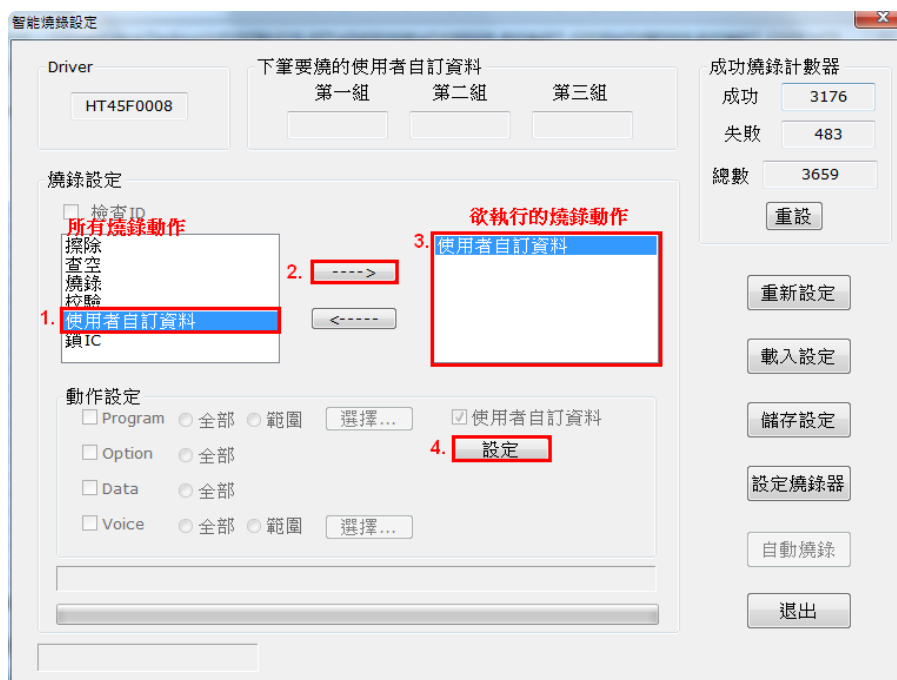 智能燒錄設定
Driver
HT45F0008
下筆要燒的使用者自訂資料
第一組 第二組 第三組
成功燒錄計數器
成功 3176
失敗 483
總數 3659
重設
燒錄設定
檢查ID
所有燒錄動作
擦除
查空
燒錄
校驗
1. 使用者自訂資料
鎖IC
2. ---->
<-----
欲執行的燒錄動作
3. 使用者自訂資料
動作設定
Program 全部 範圍 選擇... 使用者自訂資料
4. 設定
Option 全部
Data 全部
Voice 全部 範圍 選擇...
重新設定
載入設定
儲存設定
設定燒錄器
自動燒錄
退出